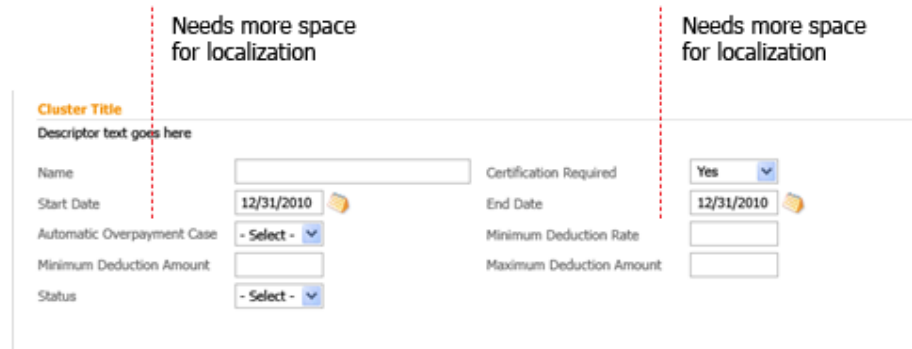 Needs more space
for localization
Needs more space
for localization
Cluster Title
Descriptor text goes here
Name
Certification Required Yes
Start Date 12/31/2010
End Date 12/31/2010
Automatic Overpayment Case - Select -
Minimum Deduction Rate
Minimum Deduction Amount
Maximum Deduction Amount
Status - Select -